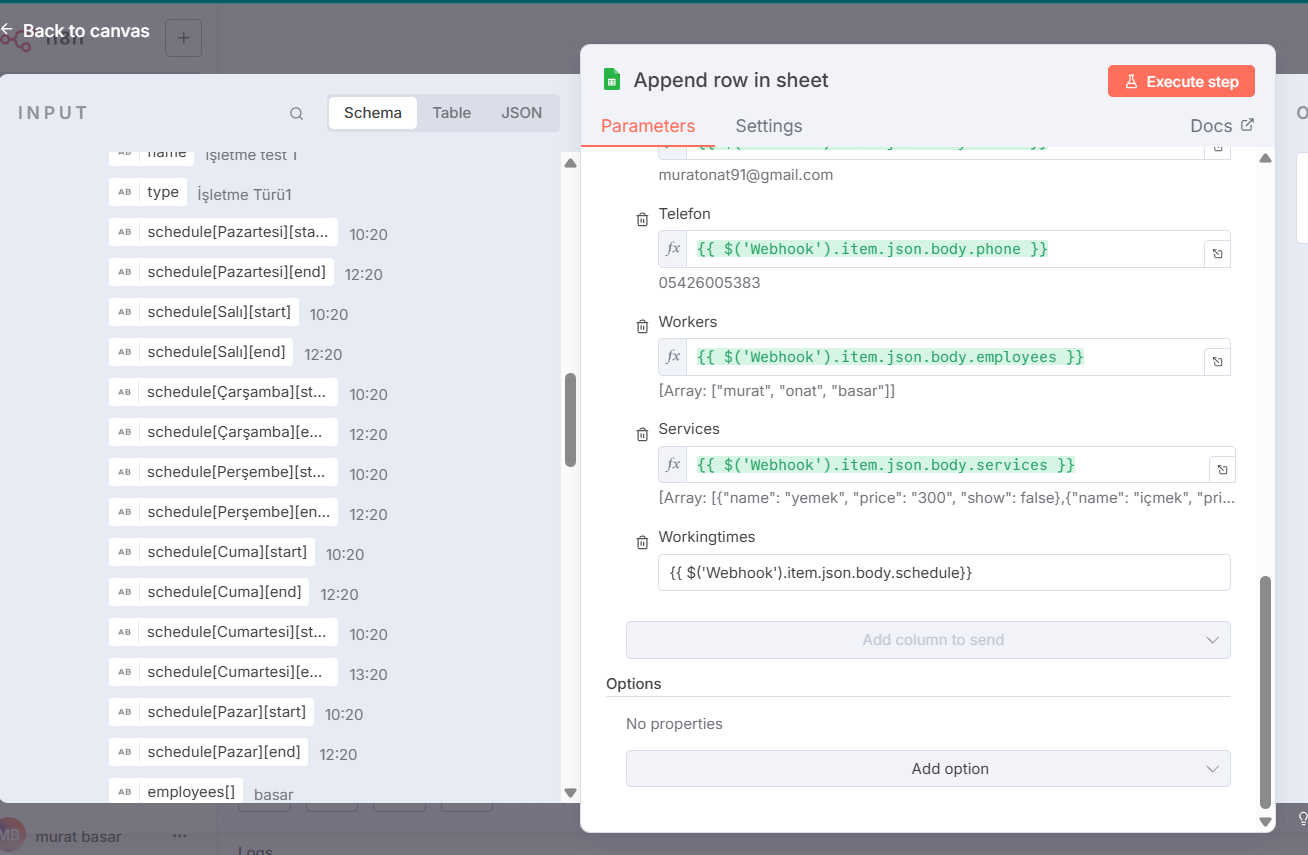 Back to canvas
n8n
+
INPUT
Schema
Table
JSON
AB name İşletme test 1
AB type İşletme Türü1
AB schedule[Pazartesi][sta... 10:20
AB schedule[Pazartesi][end] 12:20
AB schedule[Salı][start] 10:20
AB schedule[Salı][end] 12:20
AB schedule[Çarşamba][st... 10:20
AB schedule[Çarşamba][e... 12:20
AB schedule[Perşembe][st... 10:20
AB schedule[Perşembe][en... 12:20
AB schedule[Cuma][start] 10:20
AB schedule[Cuma][end] 12:20
AB schedule[Cumartesi][st... 10:20
AB schedule[Cumartesi][e... 13:20
AB schedule[Pazar][start] 10:20
AB schedule[Pazar][end] 12:20
AB employees[] basar
MB murat basar ...
Logs
Append row in sheet
Execute step
Parameters
Settings
Docs
muratonat91@gmail.com
Telefon
fx {{ $('Webhook').item.json.body.phone }}
05426005383
Workers
fx {{ $('Webhook').item.json.body.employees }}
[Array: ["murat", "onat", "basar"]]
Services
fx {{ $('Webhook').item.json.body.services }}
[Array: [{"name": "yemek", "price": "300", "show": false},{"name": "içmek", "pri...
Workingtimes
{{ $('Webhook').item.json.body.schedule}}
Add column to send
Options
No properties
Add option